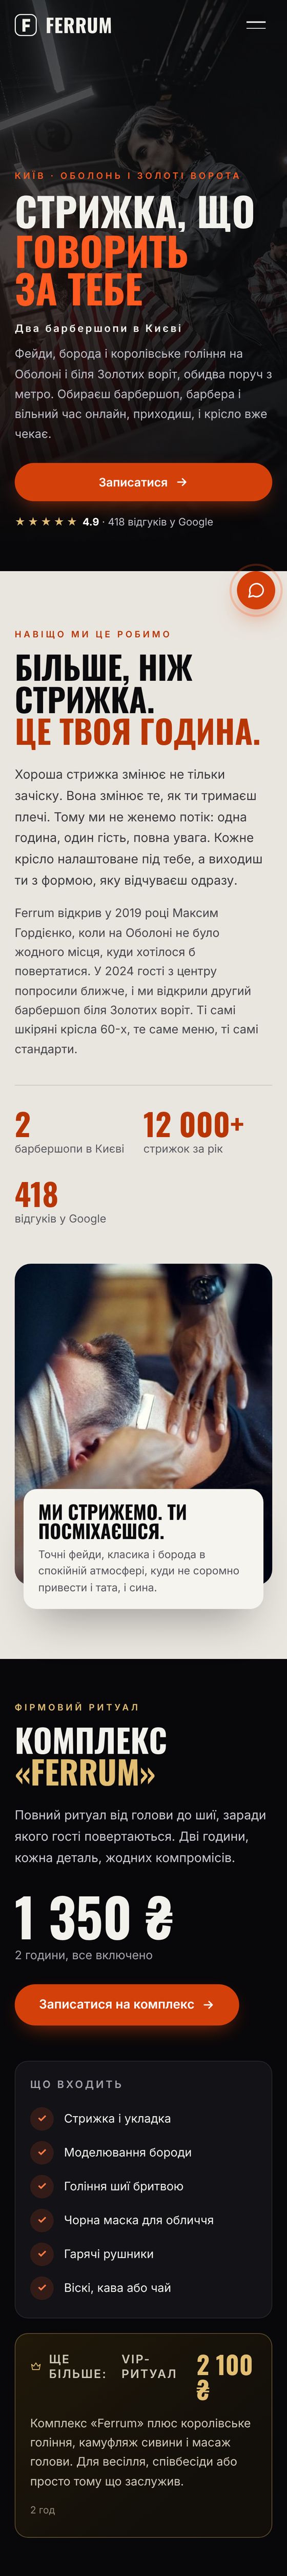 FERRUM
КИЇВ · ОБОЛОНЬ І ЗОЛОТІ ВОРОТА
СТРИЖКА, ЩО
ГОВОРИТЬ
ЗА ТЕБЕ
Два барбершопи в Києві
Фейди, борода і королівське гоління на
Оболоні і біля Золотих воріт, обидва поруч з
метро. Обираєш барбершоп, барбера і
вільний час онлайн, приходиш, і крісло вже
чекає.
Записатися →
★★★★★ 4.9 · 418 відгуків у Google
НАВІЩО МИ ЦЕ РОБИМО
БІЛЬШЕ, НІЖ
СТРИЖКА.
ЦЕ ТВОЯ ГОДИНА.
Хороша стрижка змінює не тільки
зачіску. Вона змінює те, як ти тримаєш
плечі. Тому ми не женемо потік: одна
година, один гість, повна увага. Кожне
крісло налаштоване під тебе, а виходиш
ти з формою, яку відчуваєш одразу.
Ferrum відкрив у 2019 році Максим
Гордієнко, коли на Оболоні не було
жодного місця, куди хотілося б
повертатися. У 2024 гості з центру
попросили ближче, і ми відкрили другий
барбершоп біля Золотих воріт. Ті самі
шкіряні крісла 60-х, те саме меню, ті самі
стандарти.
2 12 000+
барбершопи в Києві стрижок за рік
418
відгуків у Google
МИ СТРИЖЕМО. ТИ
ПОСМІХАЄШСЯ.
Точні фейди, класика і борода в
спокійній атмосфері, куди не соромно
привести і тата, і сина.
ФІРМОВИЙ РИТУАЛ
КОМПЛЕКС
«FERRUM»
Повний ритуал від голови до шиї, заради
якого гості повертаються. Дві години,
кожна деталь, жодних компромісів.
1 350 ₴
2 години, все включено
Записатися на комплекс →
ЩО ВХОДИТЬ
Стрижка і укладка
Моделювання бороди
Гоління шиї бритвою
Чорна маска для обличчя
Гарячі рушники
Віскі, кава або чай
ЩЕ БІЛЬШЕ: VIP-РИТУАЛ 2 100 ₴
Комплекс «Ferrum» плюс королівське
гоління, камуфляж сивини і масаж
голови. Для весілля, співбесіди або
просто тому що заслужив.
2 год